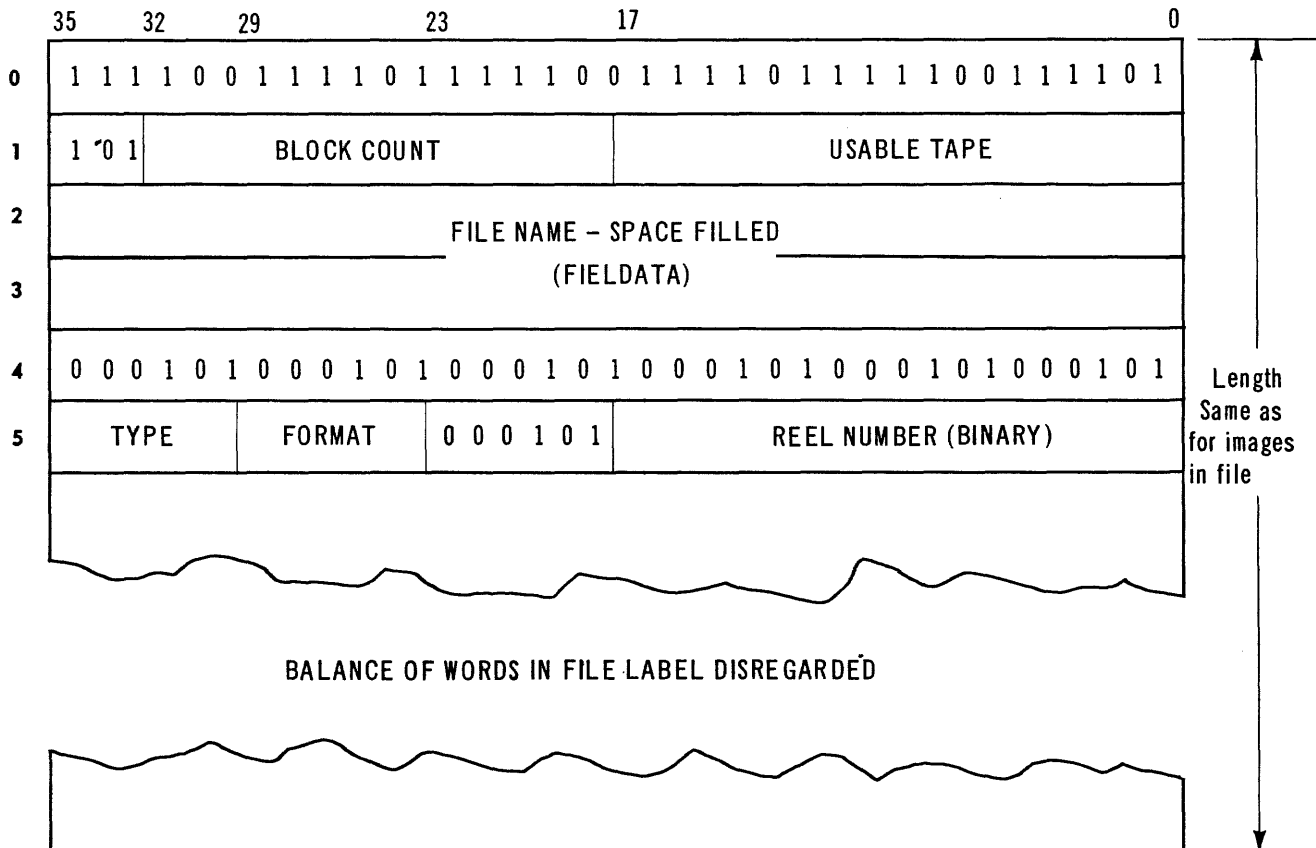 35 32 29 23 17 0
0 1 1 1 1 0 0 1 1 1 1 0 1 1 1 1 1 0 0 1 1 1 1 0 1 1 1 1 1 0 0 1 1 1 1 0 1
1 1 0 1 BLOCK COUNT USABLE TAPE
2 FILE NAME – SPACE FILLED
3 (FIELDATA)
4 0 0 0 1 0 1 0 0 0 1 0 1 0 0 0 1 0 1 0 0 0 1 0 1 0 0 0 1 0 1 0 0 0 1 0 1
5 TYPE FORMAT 0 0 0 1 0 1 REEL NUMBER (BINARY)
Length
Same as
for images
in file
BALANCE OF WORDS IN FILE LABEL DISREGARDED